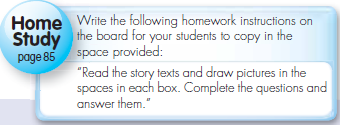 Home
Study
page 85
Write the following homework instructions on
the board for your students to copy in the
space provided:
“Read the story texts and draw pictures in the
spaces in each box. Complete the questions and
answer them.”